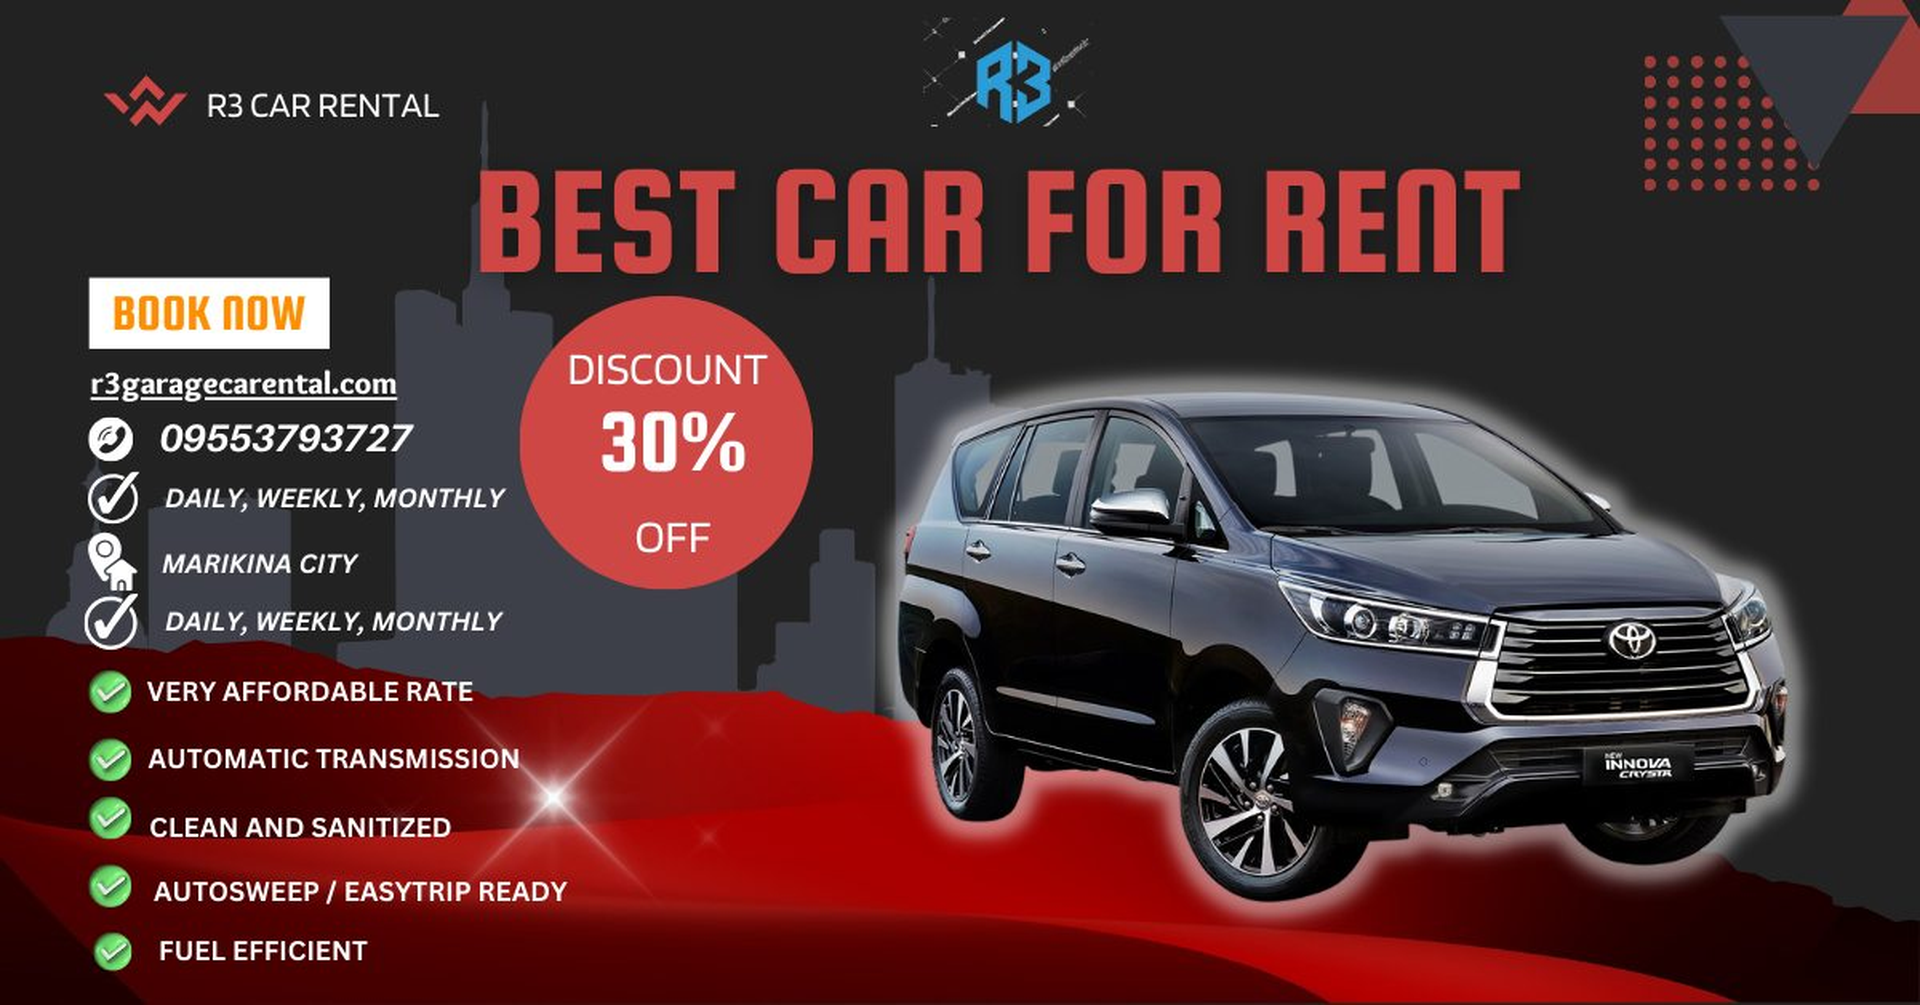 R3
R3 CAR RENTAL
BEST CAR FOR RENT
BOOK NOW
r3garagecarental.com
09553793727
DAILY, WEEKLY, MONTHLY
MARIKINA CITY
DAILY, WEEKLY, MONTHLY
VERY AFFORDABLE RATE
AUTOMATIC TRANSMISSION
CLEAN AND SANITIZED
AUTOSWEEP / EASYTRIP READY
FUEL EFFICIENT
DISCOUNT
30%
OFF
NEW
INNOVA
CRYSTA